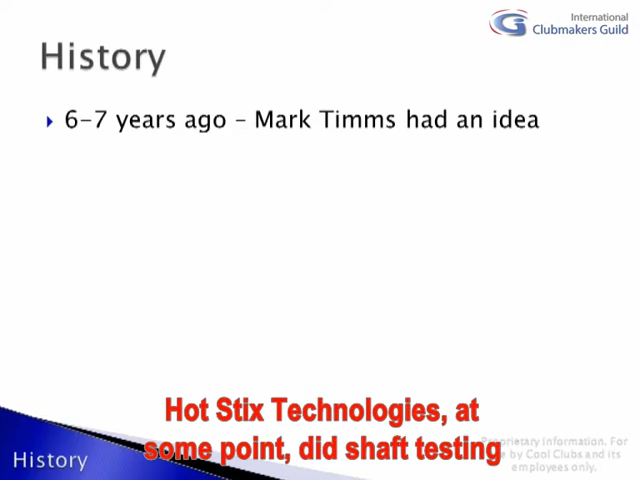 International
Clubmakers Guild
History
6-7 years ago - Mark Timms had an idea
Hot Stix Technologies, at
some point, did shaft testing
Proprietary Information. For
by Cool Clubs and its
employees only.
History